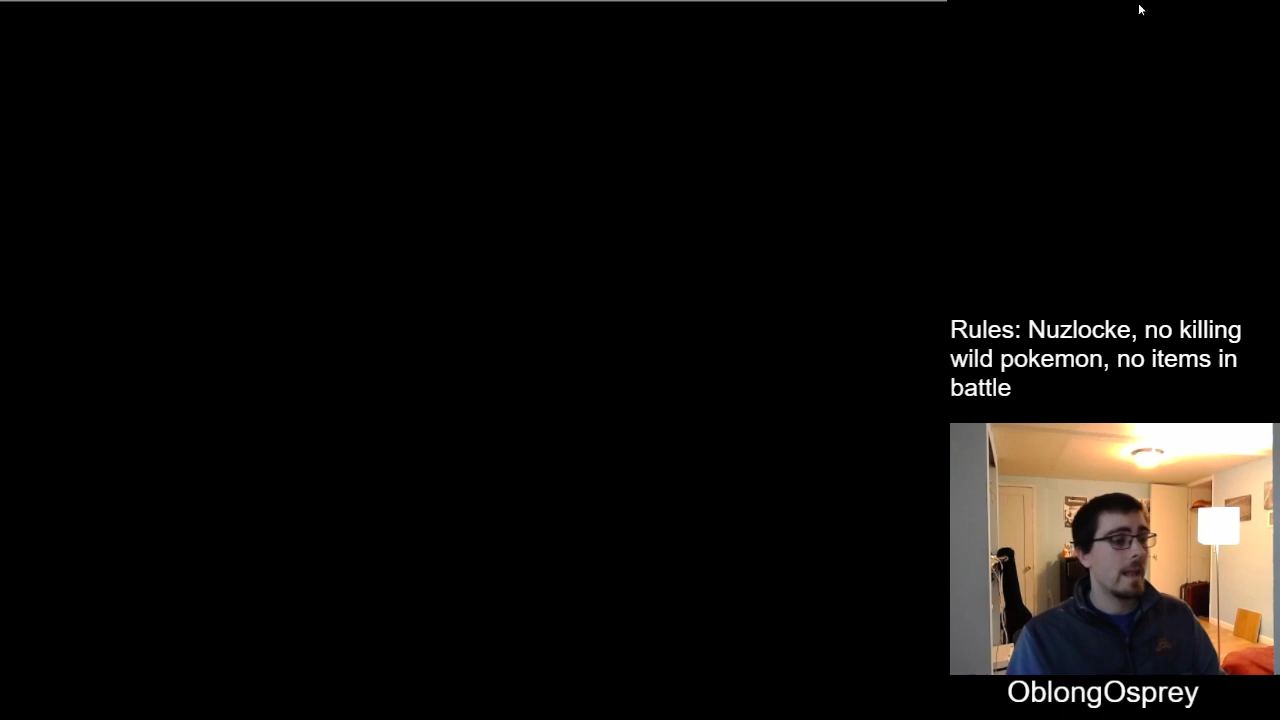 Rules: Nuzlocke, no killing
wild pokemon, no items in
battle
OblongOsprey